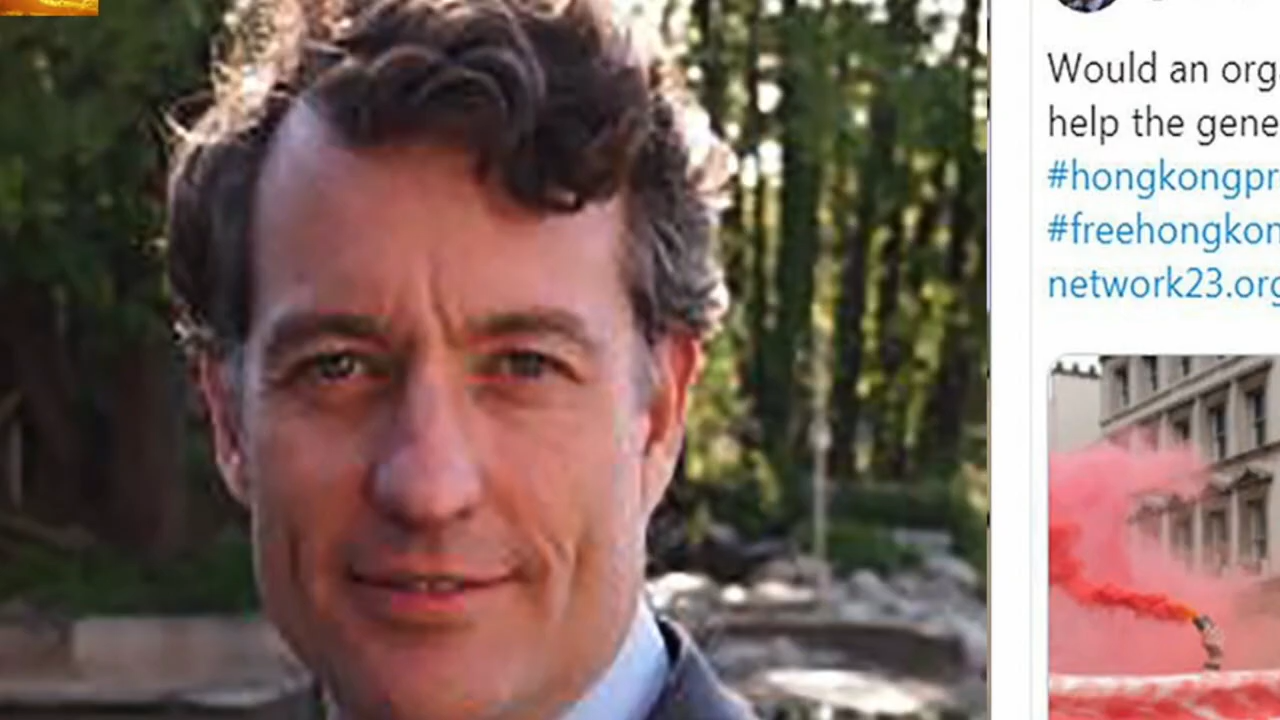 Would an orga
help the gene
#hongkongpr
#freehongkon
network23.org